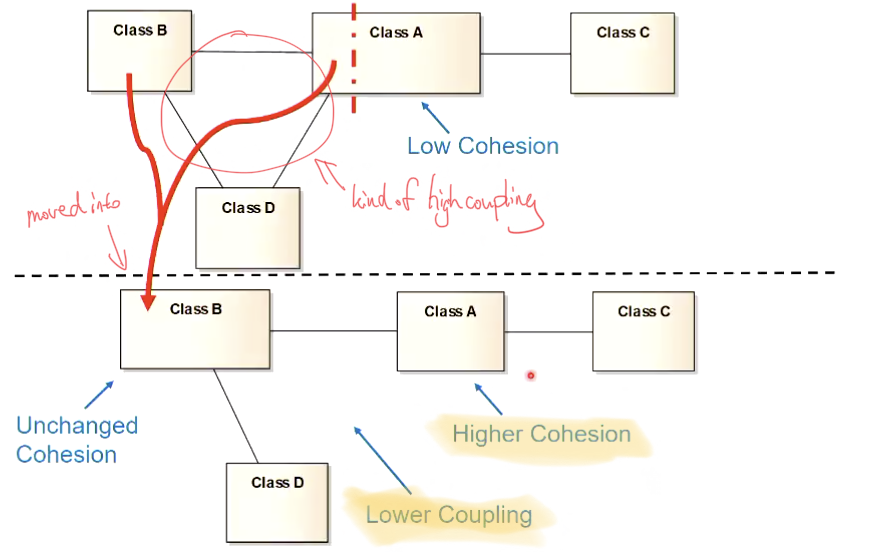 Class B
Class A
Class C
Low Cohesion
Class D
kind of high coupling
moved into
Class B
Class A
Class C
Unchanged
Cohesion
Higher Cohesion
Class D
Lower Coupling